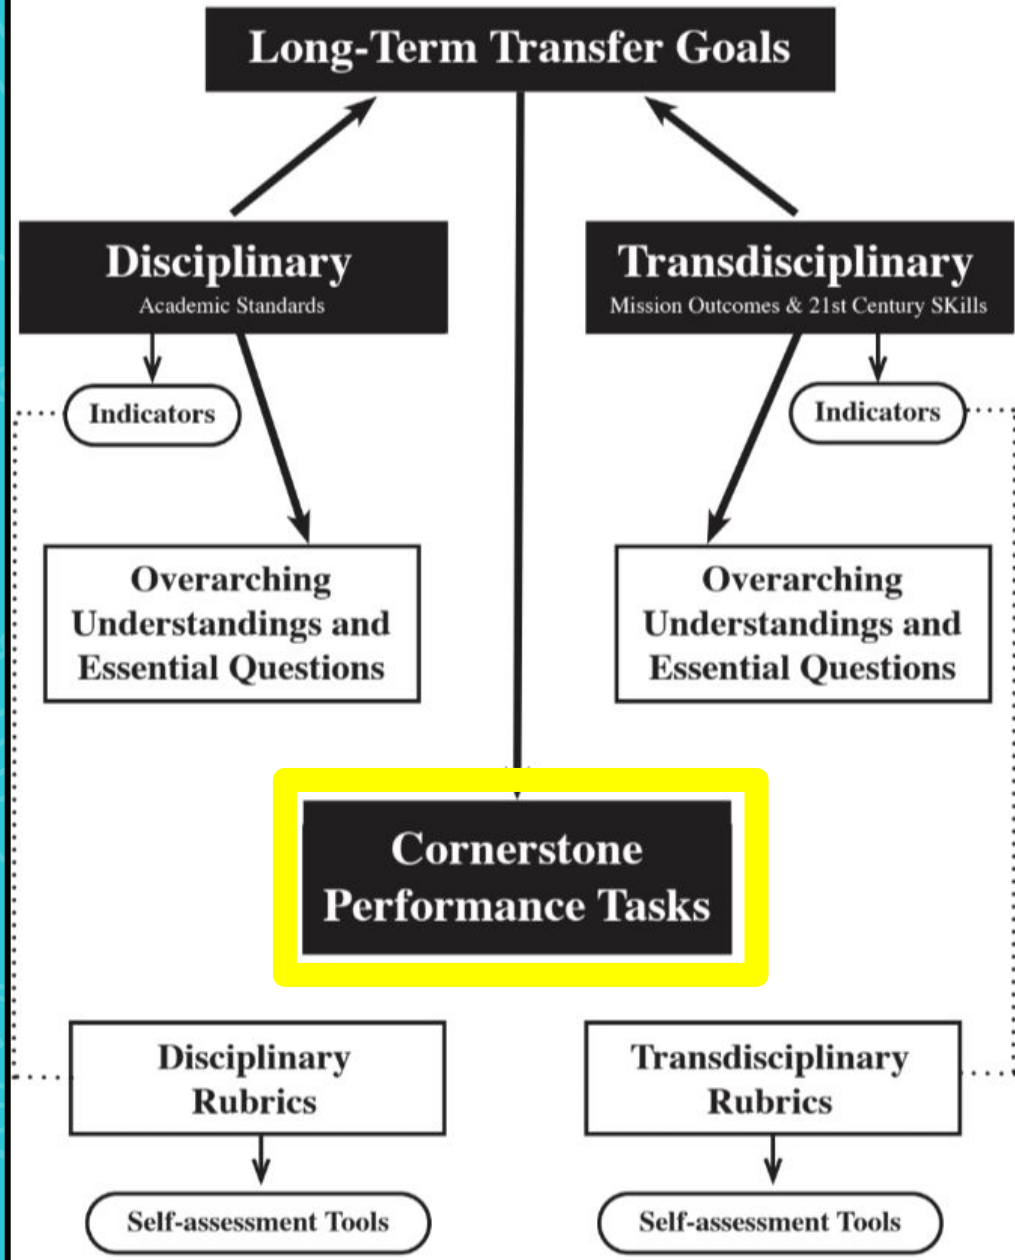 Long-Term Transfer Goals
Disciplinary
Academic Standards
Transdisciplinary
Mission Outcomes & 21st Century SKills
Indicators
Indicators
Overarching
Understandings and
Essential Questions
Overarching
Understandings and
Essential Questions
Cornerstone
Performance Tasks
Disciplinary
Rubrics
Transdisciplinary
Rubrics
Self-assessment Tools
Self-assessment Tools